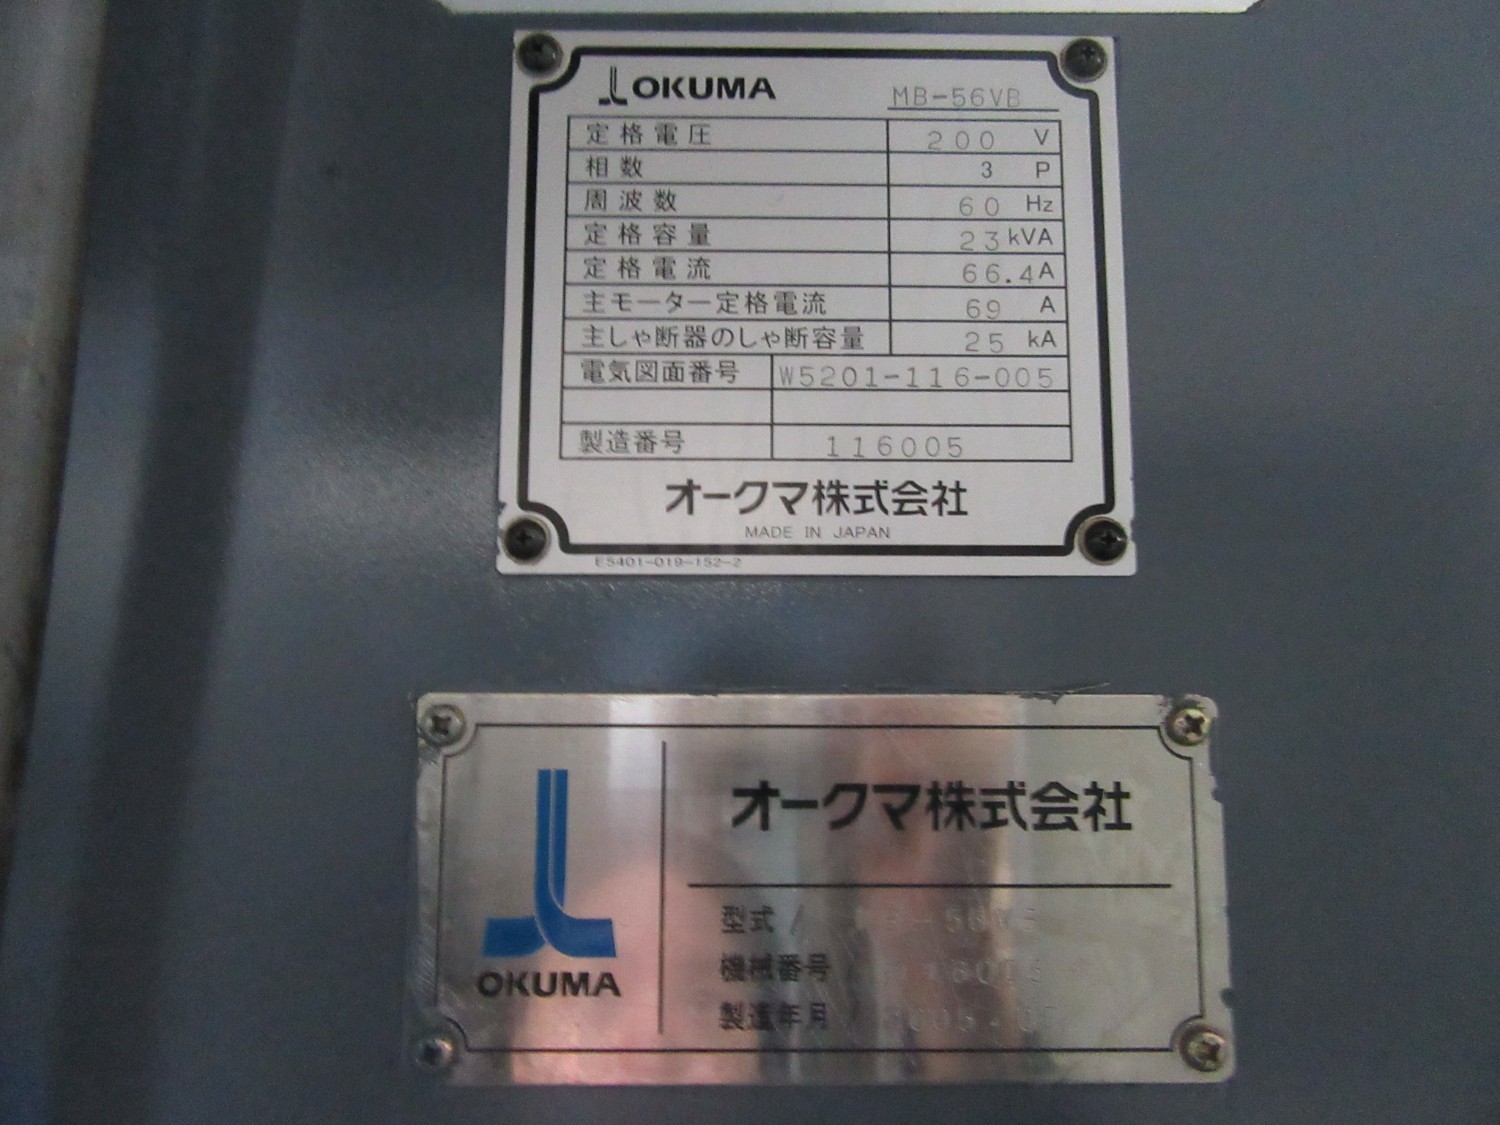 OKUMA MB-56VB
定格電圧 200 V
相数 3 P
周波数 60 Hz
定格容量 23 kVA
定格電流 66.4 A
主モーター定格電流 69 A
主しゃ断器のしゃ断容量 25 kA
電気図面番号 W5201-116-005
製造番号 116005
オークマ株式会社
MADE IN JAPAN
E5401-019-152-2
オークマ株式会社
OKUMA
型式 /
機械番号 /
製造年月 /